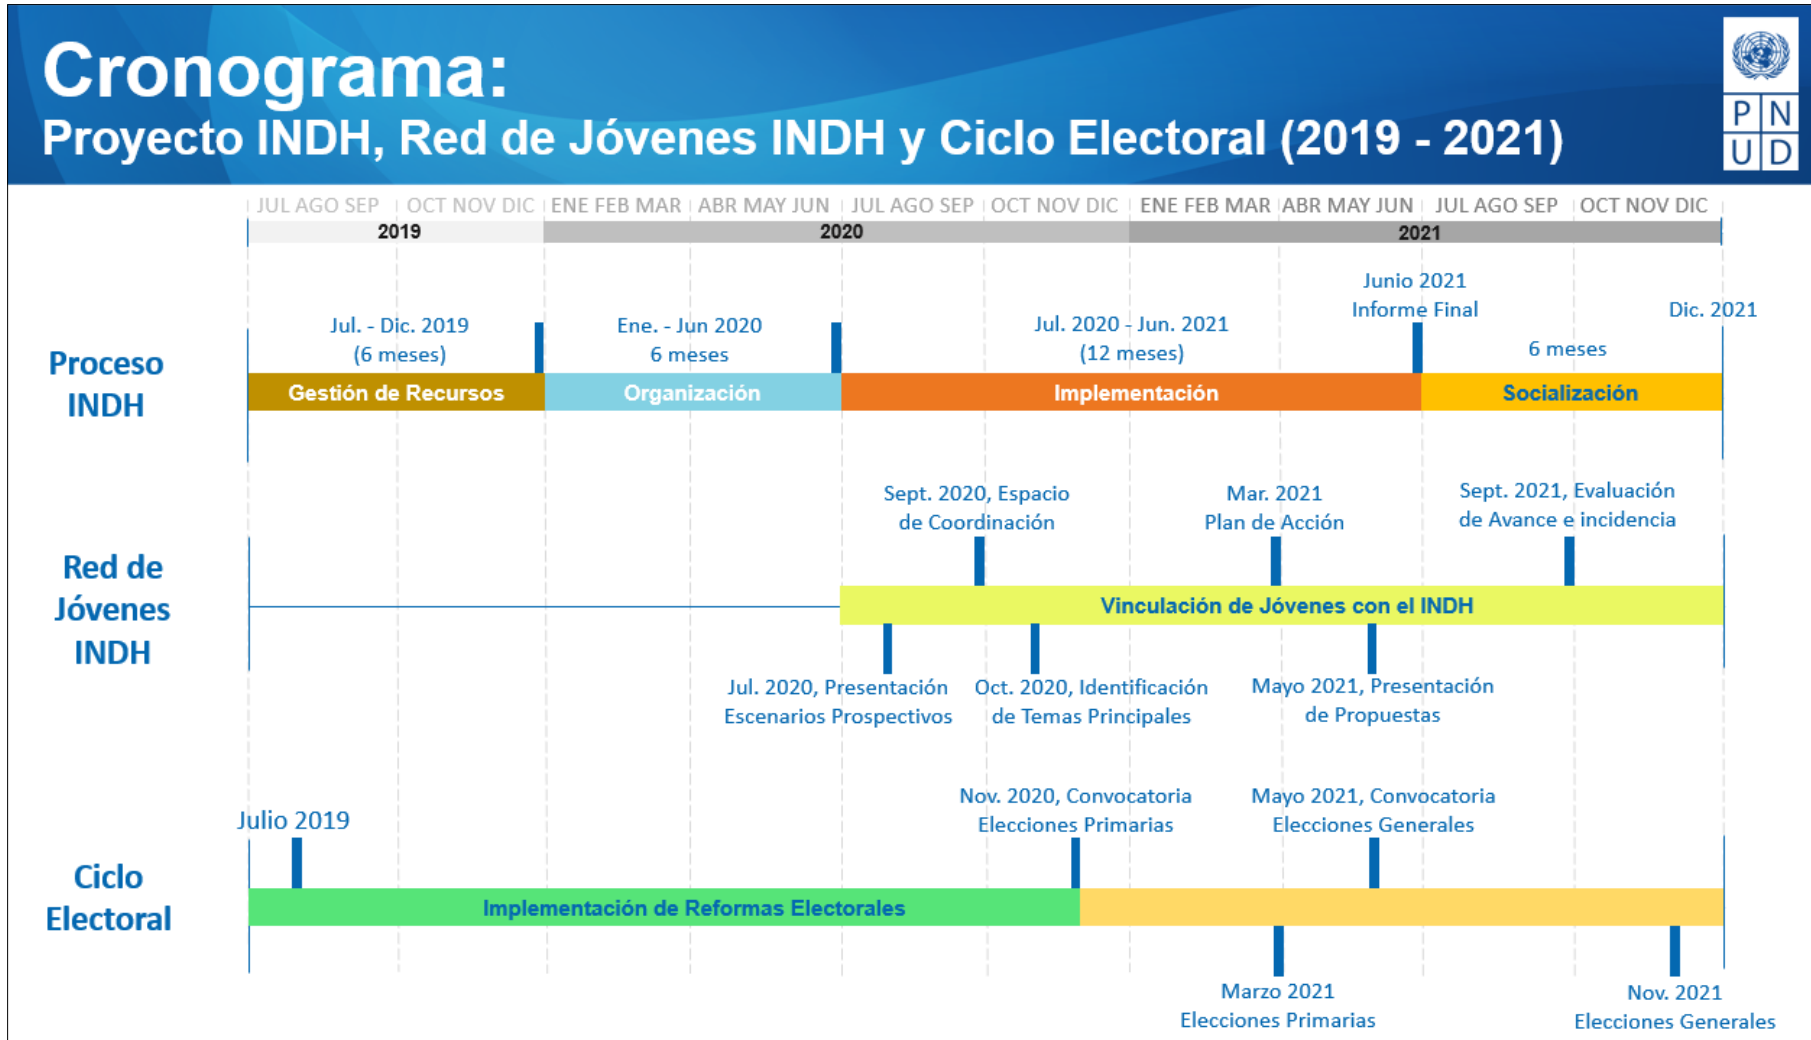 Cronograma:
Proyecto INDH, Red de Jóvenes INDH y Ciclo Electoral (2019 - 2021)
P N
U D
JUL AGO SEP OCT NOV DIC ENE FEB MAR ABR MAY JUN JUL AGO SEP OCT NOV DIC ENE FEB MAR ABR MAY JUN JUL AGO SEP OCT NOV DIC
2019 2020 2021
Proceso
INDH
Jul. - Dic. 2019
(6 meses)
Ene. - Jun 2020
6 meses
Jul. 2020 - Jun. 2021
(12 meses)
Junio 2021
Informe Final
6 meses
Dic. 2021
Gestión de Recursos
Organización
Implementación
Socialización
Red de
Jóvenes
INDH
Sept. 2020, Espacio
de Coordinación
Mar. 2021
Plan de Acción
Sept. 2021, Evaluación
de Avance e incidencia
Vinculación de Jóvenes con el INDH
Jul. 2020, Presentación
Escenarios Prospectivos
Oct. 2020, Identificación
de Temas Principales
Mayo 2021, Presentación
de Propuestas
Ciclo
Electoral
Julio 2019
Nov. 2020, Convocatoria
Elecciones Primarias
Mayo 2021, Convocatoria
Elecciones Generales
Implementación de Reformas Electorales
Marzo 2021
Elecciones Primarias
Nov. 2021
Elecciones Generales